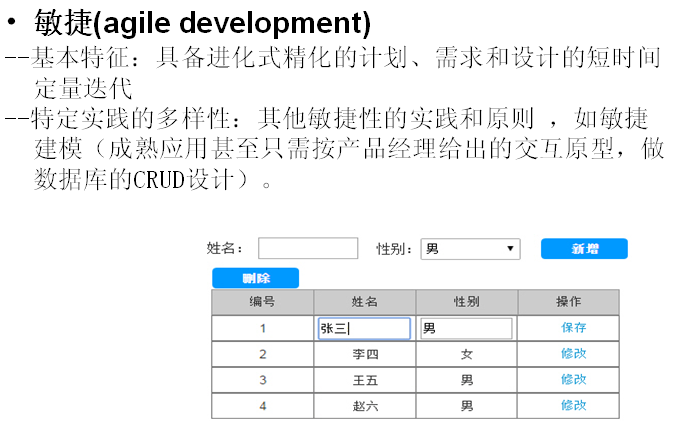 • 敏捷(agile development)
--基本特征：具备进化式精化的计划、需求和设计的短时间
定量迭代
--特定实践的多样性：其他敏捷性的实践和原则 ，如敏捷
建模（成熟应用甚至只需按产品经理给出的交互原型，做
数据库的CRUD设计）。
姓名： 性别： 男 新增
删除
编号 姓名 性别 操作
1 张三 男 保存
2 李四 女 修改
3 王五 男 修改
4 赵六 男 修改